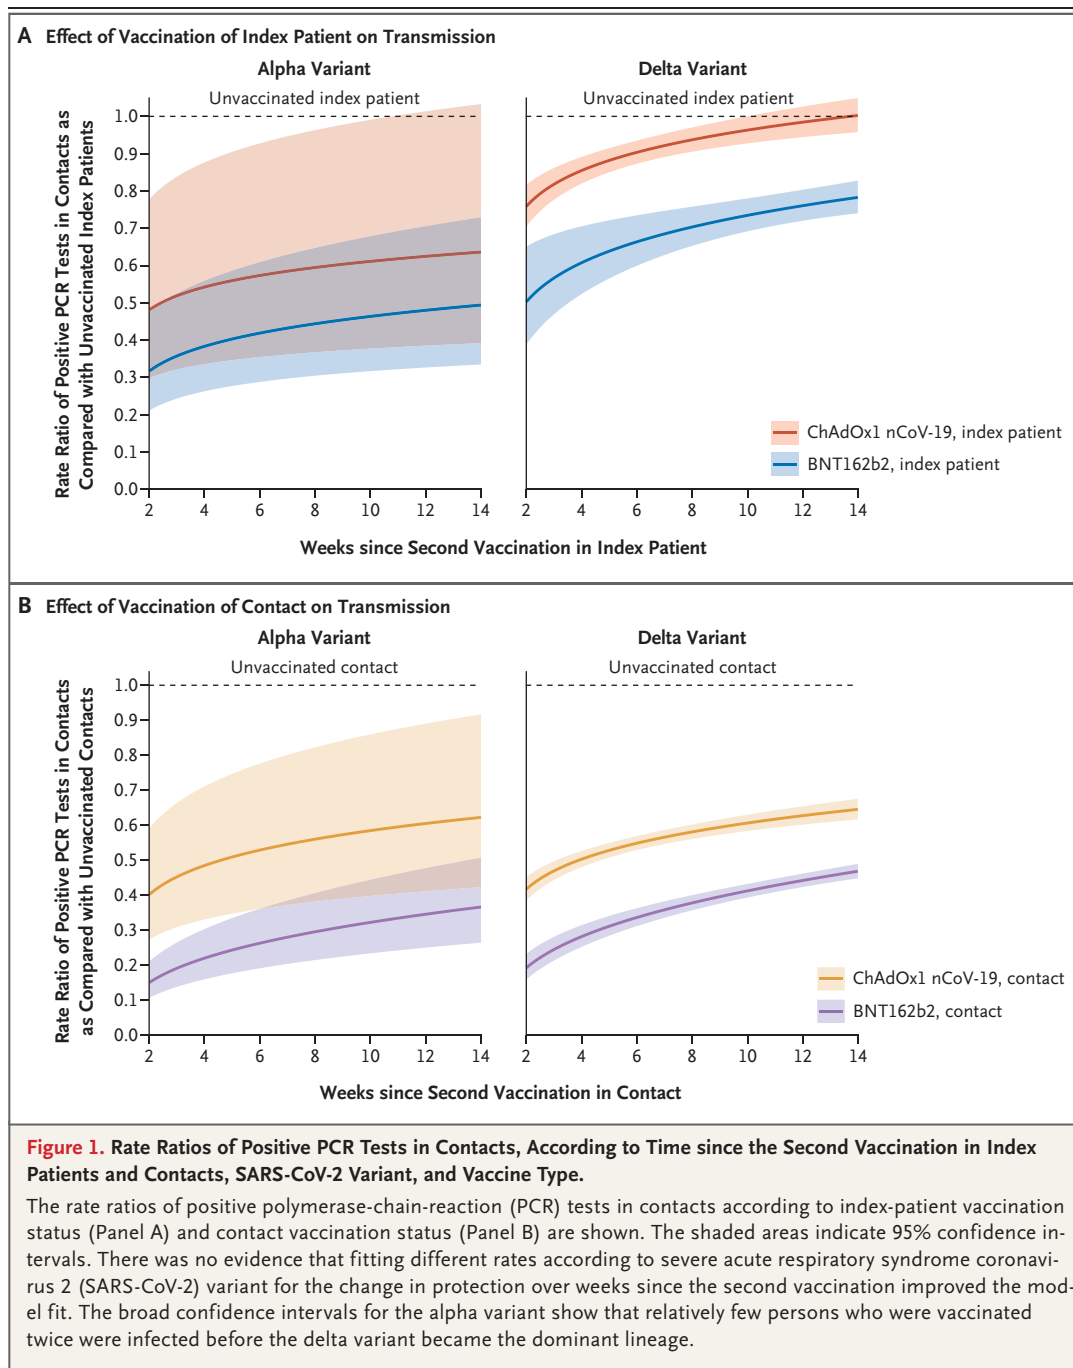 A Effect of Vaccination of Index Patient on Transmission
Alpha Variant
Delta Variant
Unvaccinated index patient
Unvaccinated index patient
Rate Ratio of Positive PCR Tests in Contacts as
Compared with Unvaccinated Index Patients
1.0
0.9
0.8
0.7
0.6
0.5
0.4
0.3
0.2
0.1
0.0
2 4 6 8 10 12 14
2 4 6 8 10 12 14
ChAdOx1 nCoV-19, index patient
BNT162b2, index patient
Weeks since Second Vaccination in Index Patient
B Effect of Vaccination of Contact on Transmission
Alpha Variant
Delta Variant
Unvaccinated contact
Unvaccinated contact
Rate Ratio of Positive PCR Tests in Contacts
as Compared with Unvaccinated Contacts
1.0
0.9
0.8
0.7
0.6
0.5
0.4
0.3
0.2
0.1
0.0
2 4 6 8 10 12 14
2 4 6 8 10 12 14
ChAdOx1 nCoV-19, contact
BNT162b2, contact
Weeks since Second Vaccination in Contact
Figure 1. Rate Ratios of Positive PCR Tests in Contacts, According to Time since the Second Vaccination in Index
Patients and Contacts, SARS-CoV-2 Variant, and Vaccine Type.
The rate ratios of positive polymerase-chain-reaction (PCR) tests in contacts according to index-patient vaccination
status (Panel A) and contact vaccination status (Panel B) are shown. The shaded areas indicate 95% confidence in-
tervals. There was no evidence that fitting different rates according to severe acute respiratory syndrome coronavi-
rus 2 (SARS-CoV-2) variant for the change in protection over weeks since the second vaccination improved the mod-
el fit. The broad confidence intervals for the alpha variant show that relatively few persons who were vaccinated
twice were infected before the delta variant became the dominant lineage.